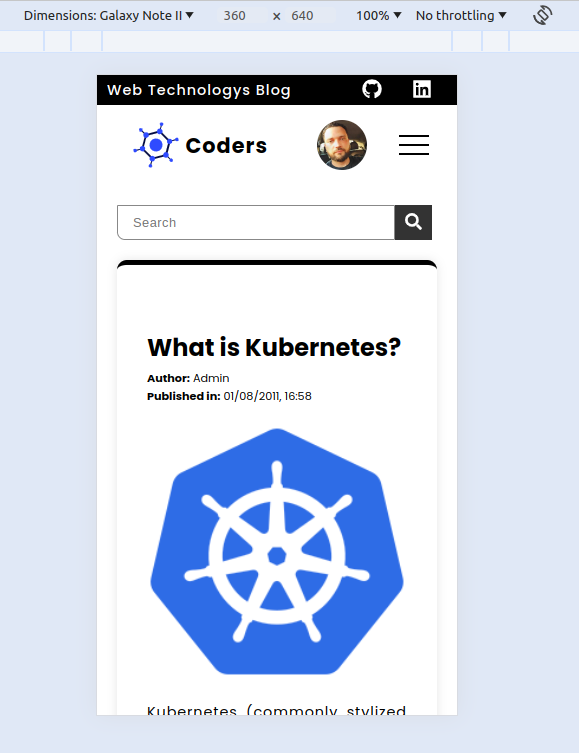 Dimensions: Galaxy Note II ▼ 360 × 640 100% ▼ No throttling ▼
Web Technologys Blog
Coders
Search
What is Kubernetes?
Author: Admin
Published in: 01/08/2011, 16:58
Kubernetes (commonly stylized